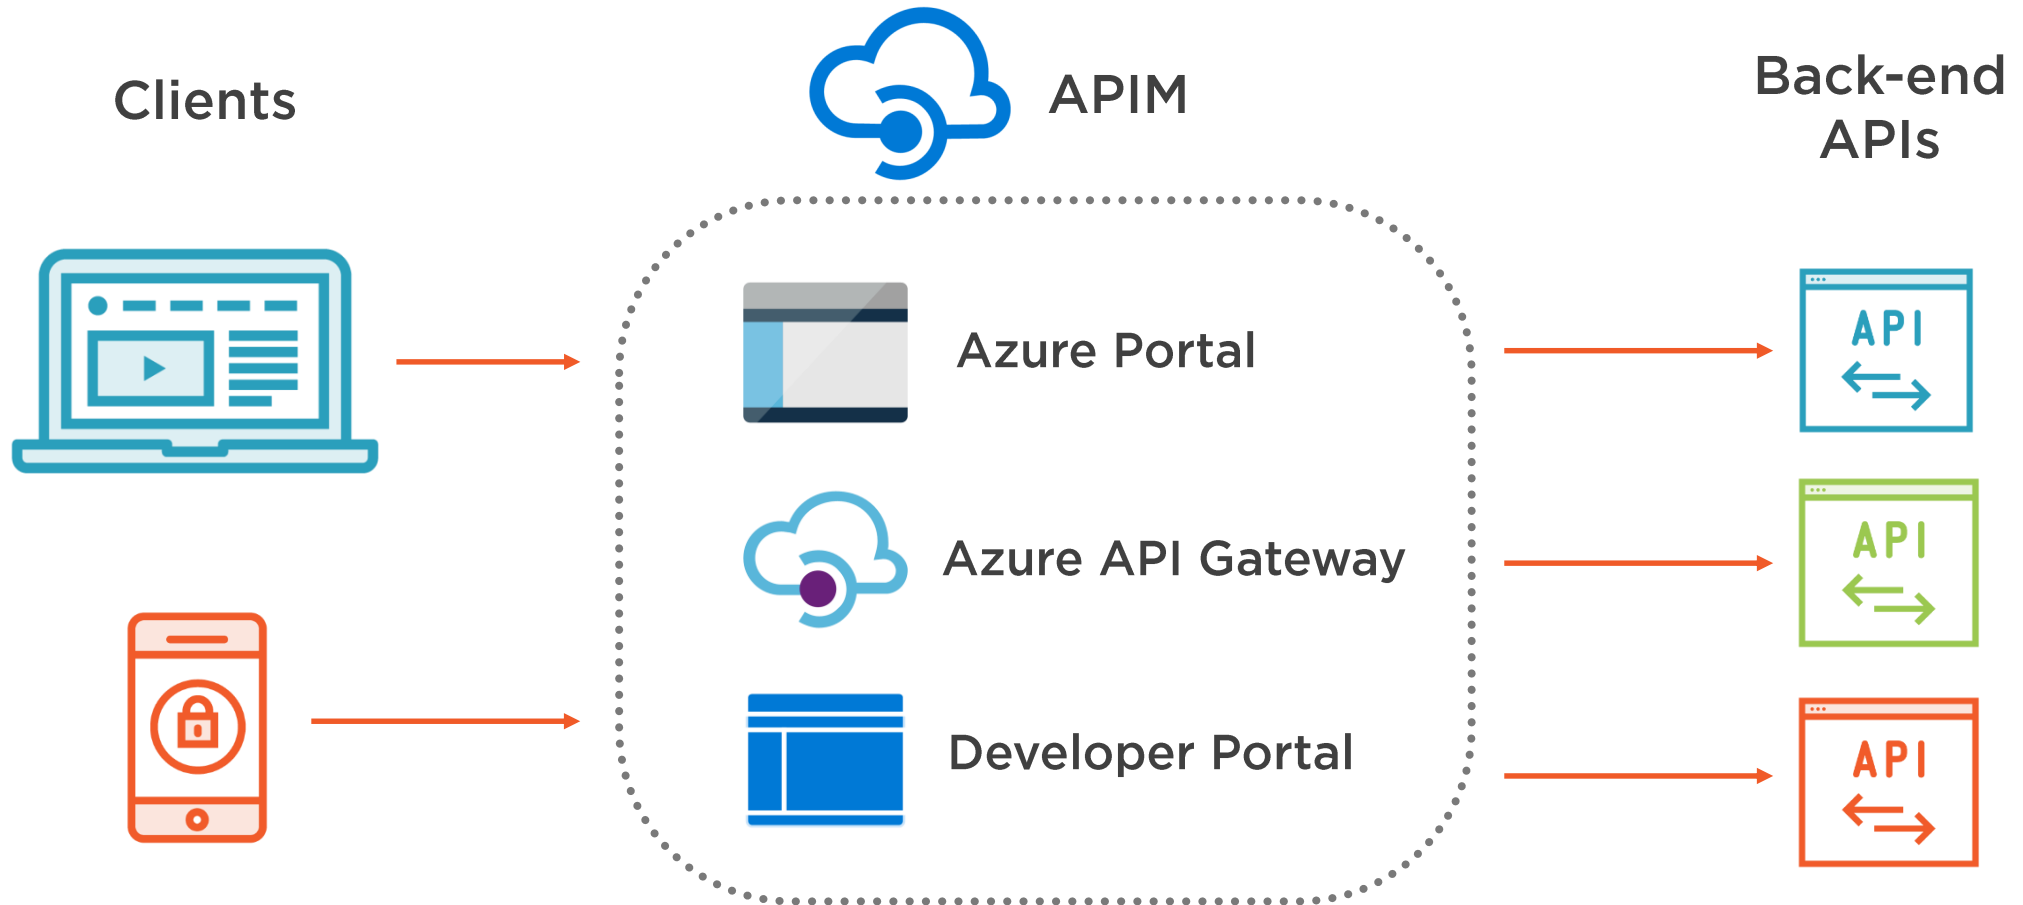 Clients
APIM
Back-end
APIs
Azure Portal
Azure API Gateway
Developer Portal
API
API
API